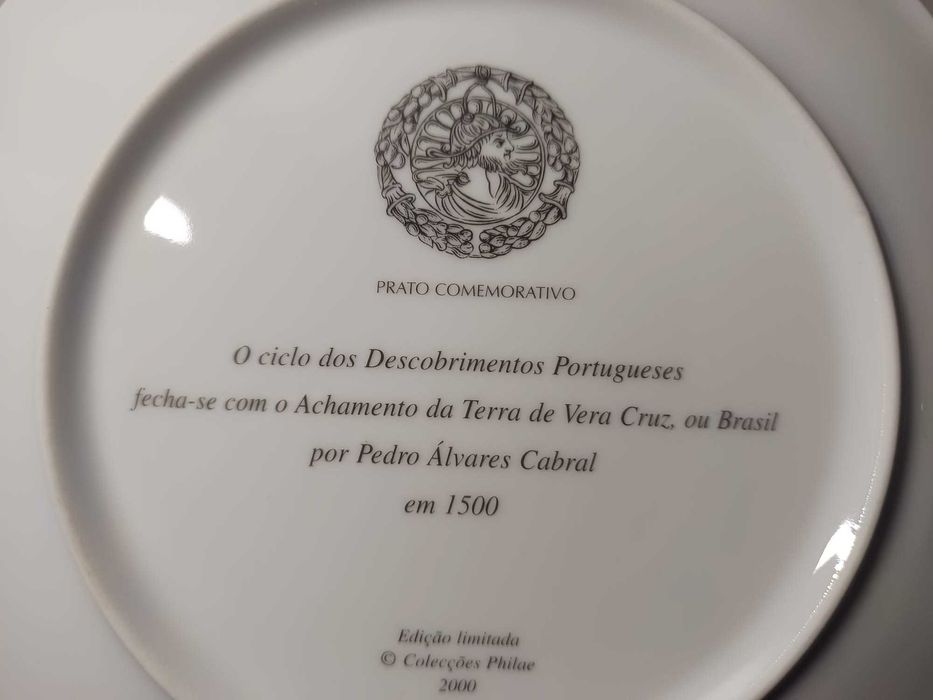 PRATO COMEMORATIVO
O ciclo dos Descobrimentos Portugueses
fecha-se com o Achamento da Terra de Vera Cruz, ou Brasil
por Pedro Álvares Cabral
em 1500
Edição limitada
© Colecções Philae
2000